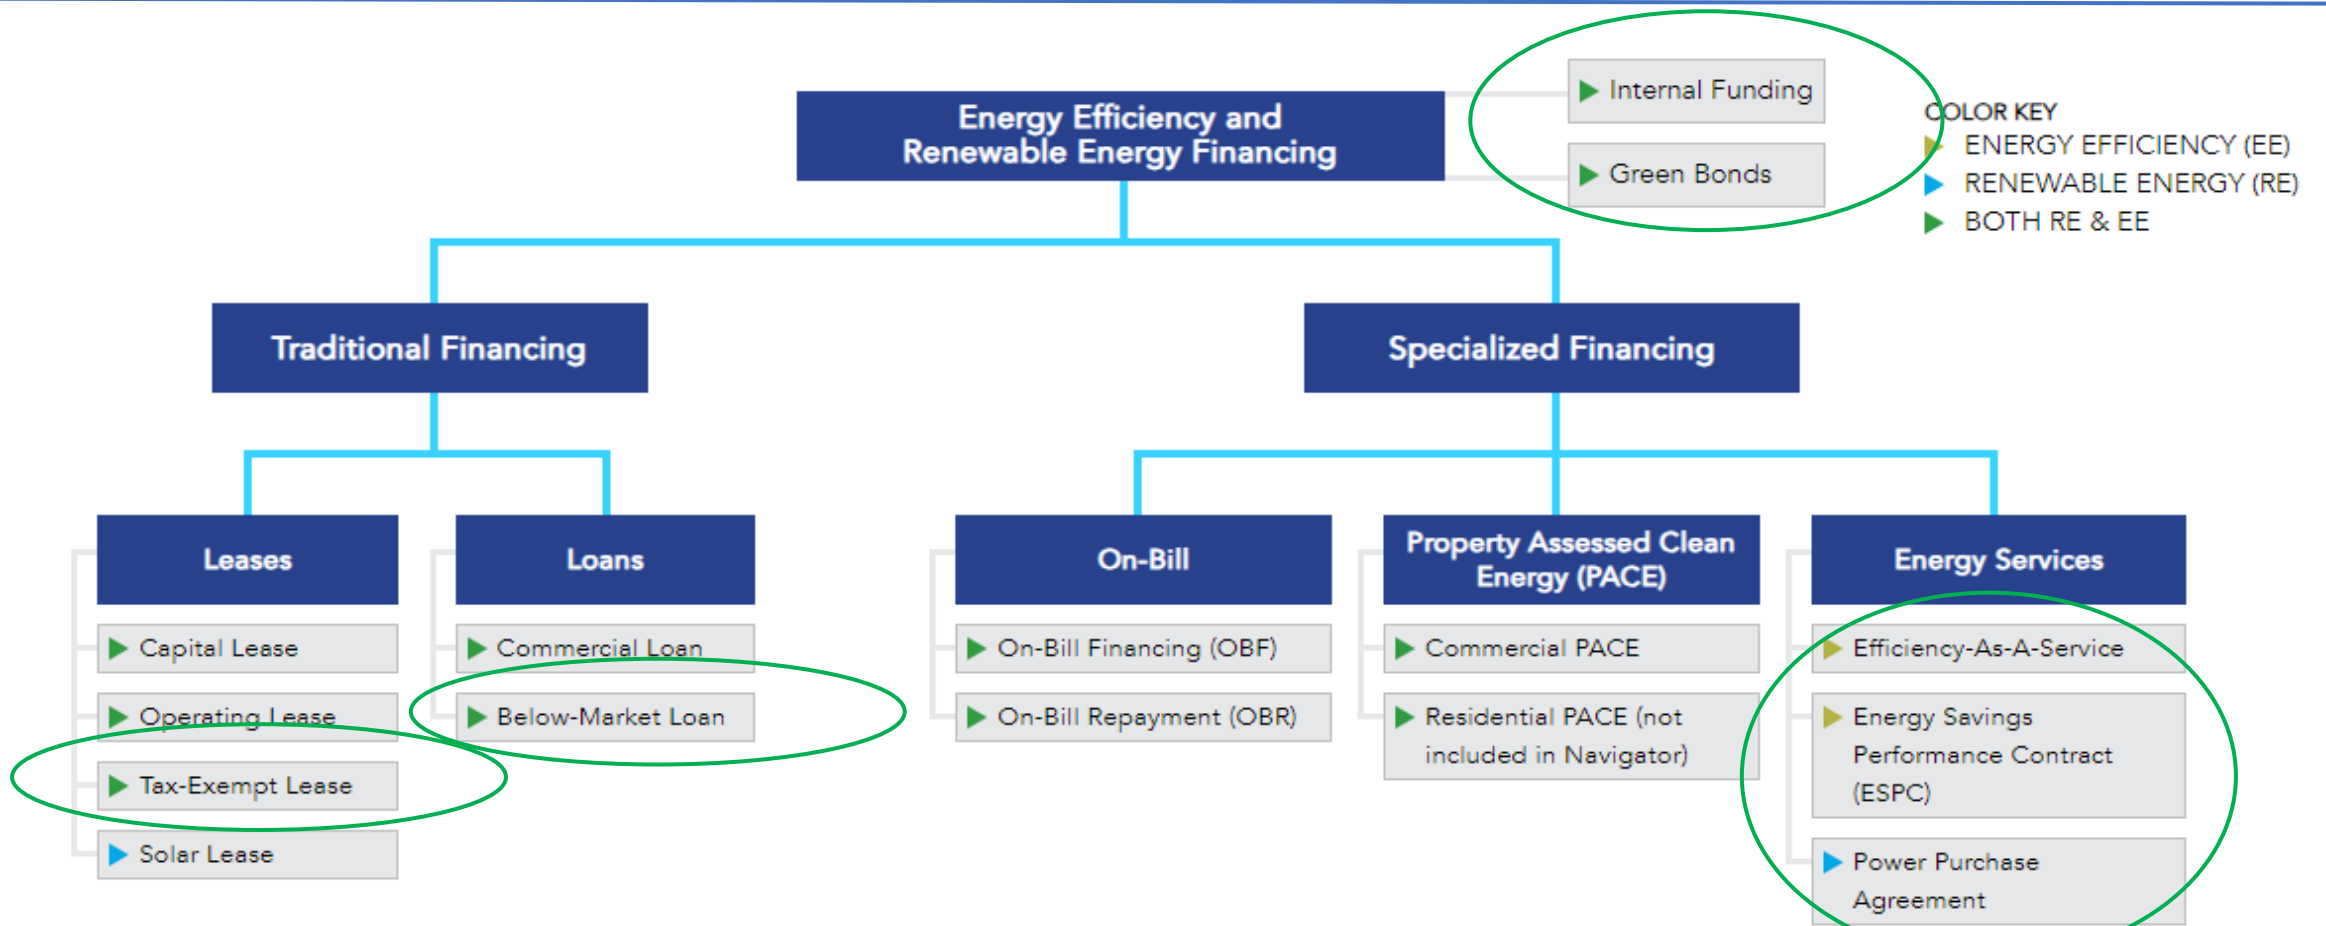 Energy Efficiency and
Renewable Energy Financing
Internal Funding
Green Bonds
COLOR KEY
ENERGY EFFICIENCY (EE)
RENEWABLE ENERGY (RE)
BOTH RE & EE
Traditional Financing
Specialized Financing
Leases
Capital Lease
Operating Lease
Tax-Exempt Lease
Solar Lease
Loans
Commercial Loan
Below-Market Loan
On-Bill
On-Bill Financing (OBF)
On-Bill Repayment (OBR)
Property Assessed Clean
Energy (PACE)
Commercial PACE
Residential PACE (not
included in Navigator)
Energy Services
Efficiency-As-A-Service
Energy Savings
Performance Contract
(ESPC)
Power Purchase
Agreement